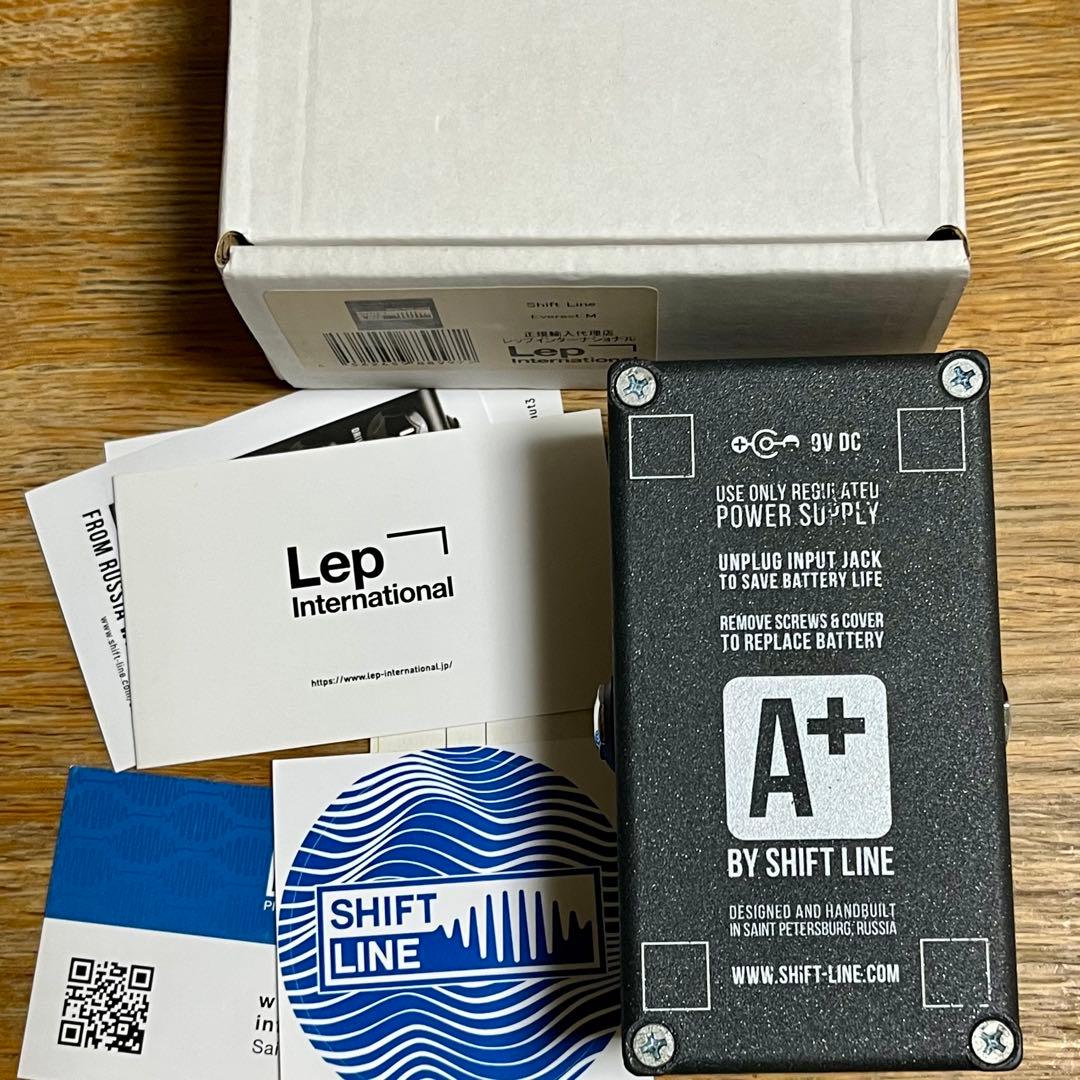 Shift Line
Everest M
正規輸入代理店
レップインターナショナル
Lep
International
FROM RUSSIA
www.shift-line.com
Lep
International
https://www.lep-international.jp/
SHIFT
LINE
9V DC
USE ONLY REGULATED
POWER SUPPLY
UNPLUG INPUT JACK
TO SAVE BATTERY LIFE
REMOVE SCREWS & COVER
TO REPLACE BATTERY
A+
BY SHIFT LINE
DESIGNED AND HANDBUILT
IN SAINT PETERSBURG, RUSSIA
WWW.SHIFT-LINE.COM